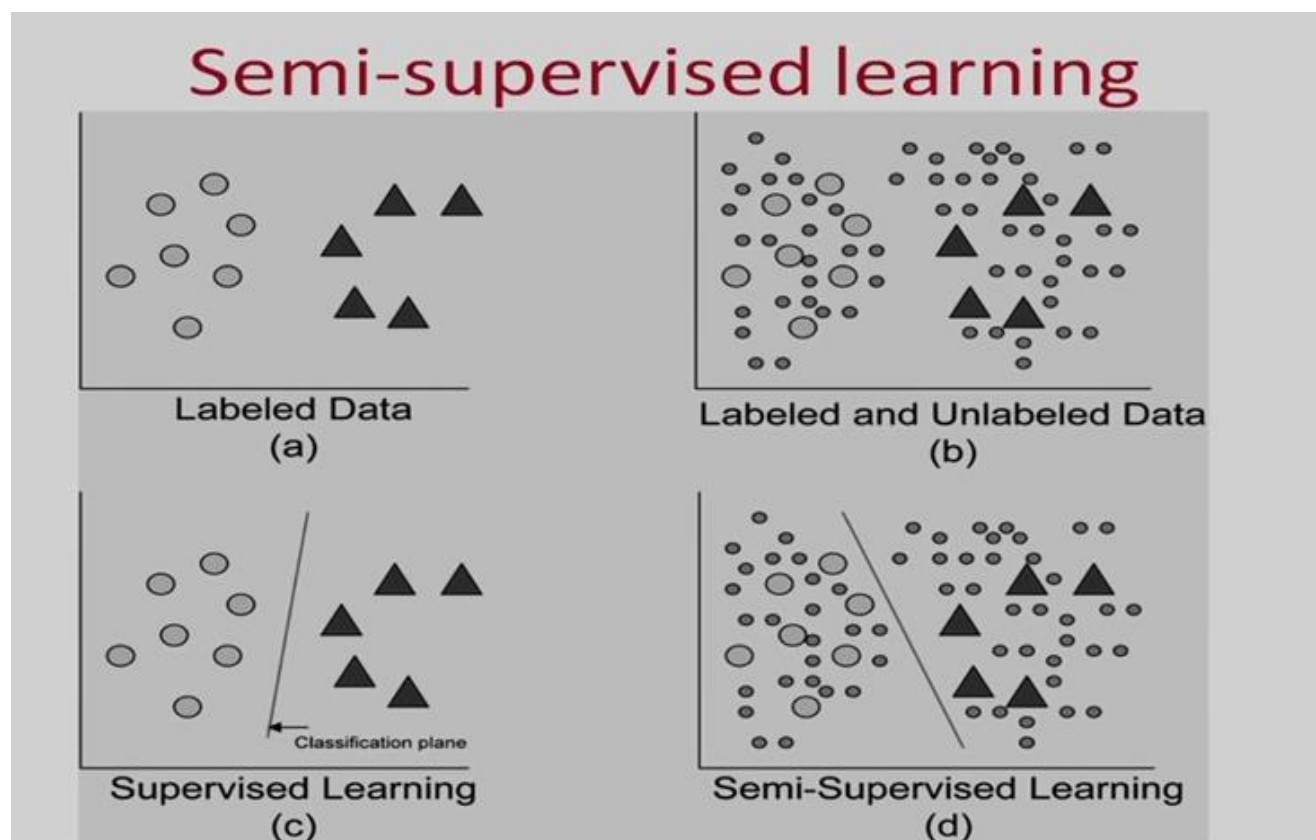 Semi-supervised learning
Labeled Data
(a)
Labeled and Unlabeled Data
(b)
Classification plane
Supervised Learning
(c)
Semi-Supervised Learning
(d)